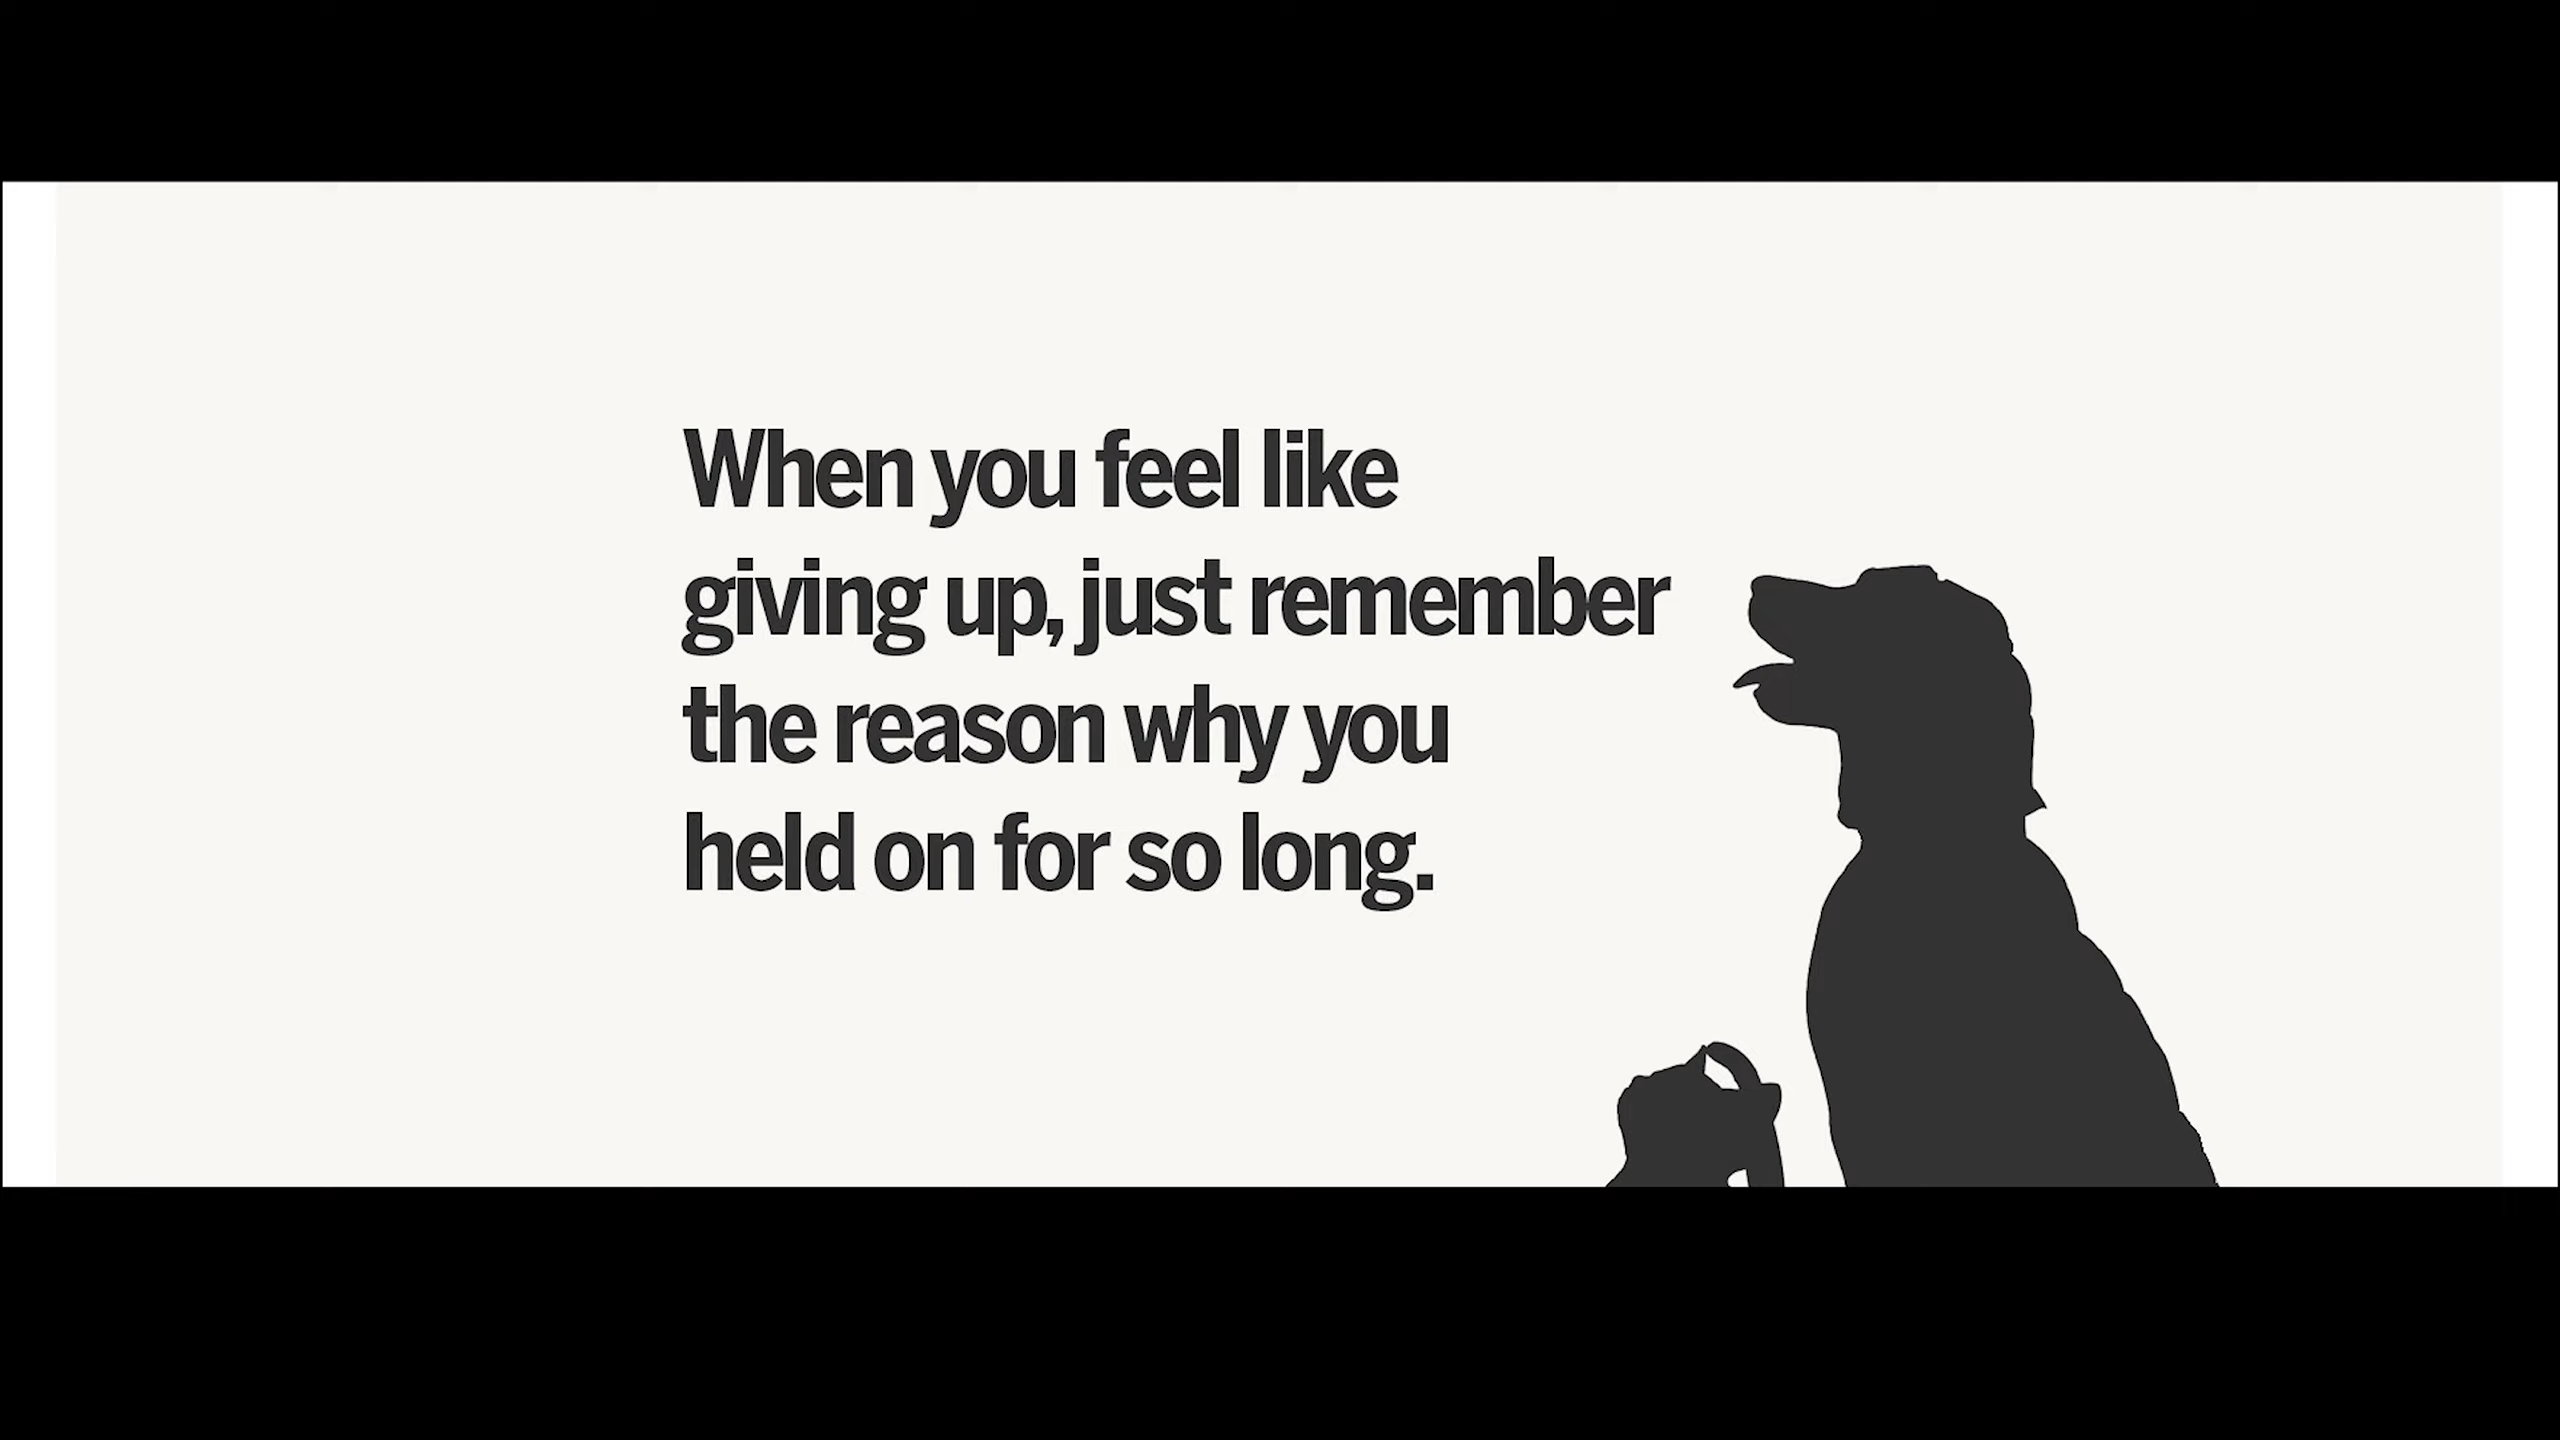 When you feel like
giving up, just remember
the reason why you
held on for so long.